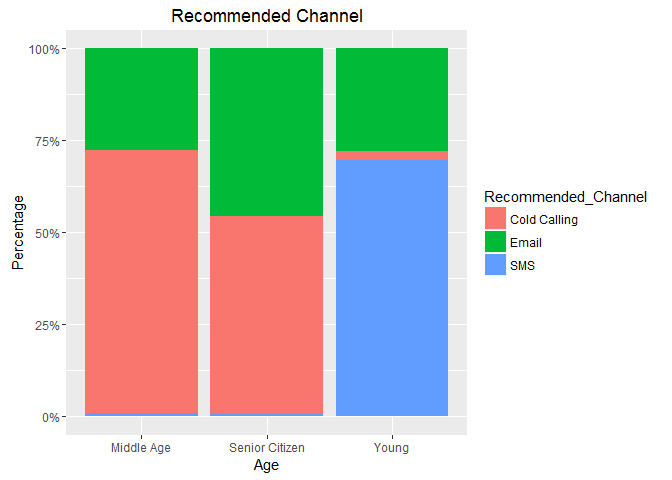 Recommended Channel
100%
75%
50%
25%
0%
Percentage
Middle Age
Senior Citizen
Young
Age
Recommended_Channel
Cold Calling
Email
SMS